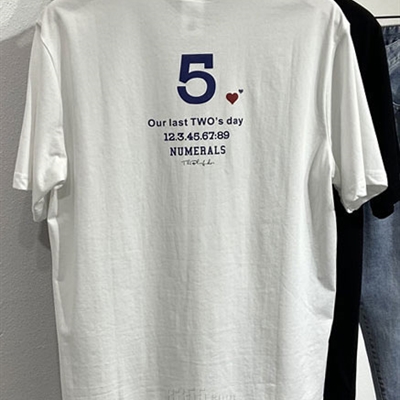 5
Our last TWO's day
12.3.45.67:89
NUMERALS